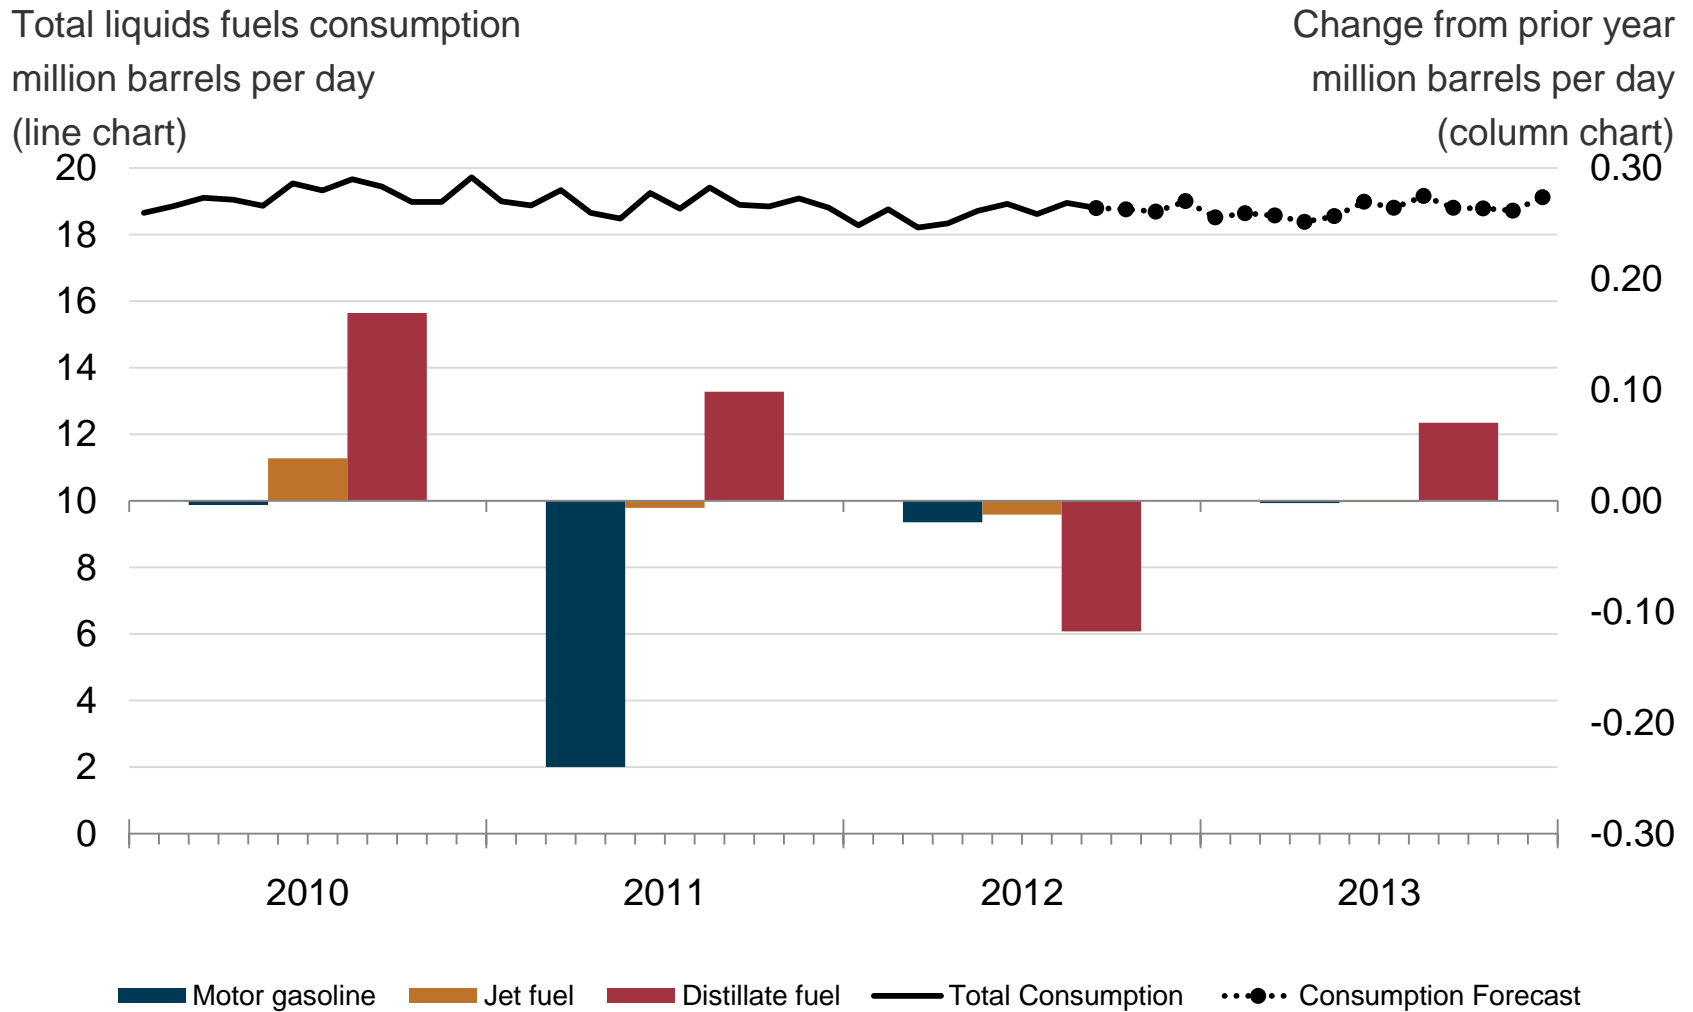 Total liquids fuels consumption
million barrels per day
(line chart)
Change from prior year
million barrels per day
(column chart)
20
18
16
14
12
10
8
6
4
2
0
0.30
0.20
0.10
0.00
-0.10
-0.20
-0.30
2010 2011 2012 2013
Motor gasoline Jet fuel Distillate fuel Total Consumption Consumption Forecast